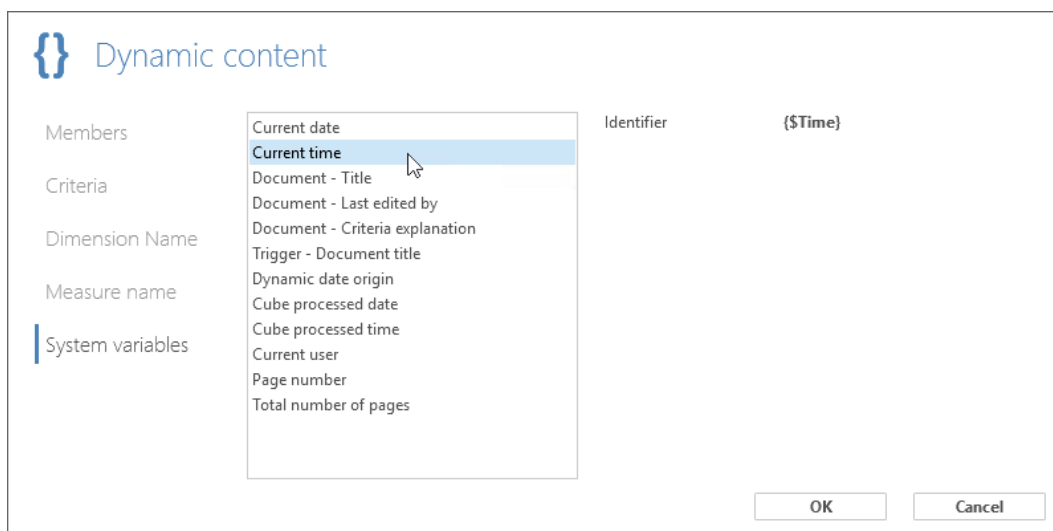 {} Dynamic content
Members
Criteria
Dimension Name
Measure name
System variables
Current date
Current time
Document - Title
Document - Last edited by
Document - Criteria explanation
Trigger - Document title
Dynamic date origin
Cube processed date
Cube processed time
Current user
Page number
Total number of pages
Identifier {$Time}
OK Cancel